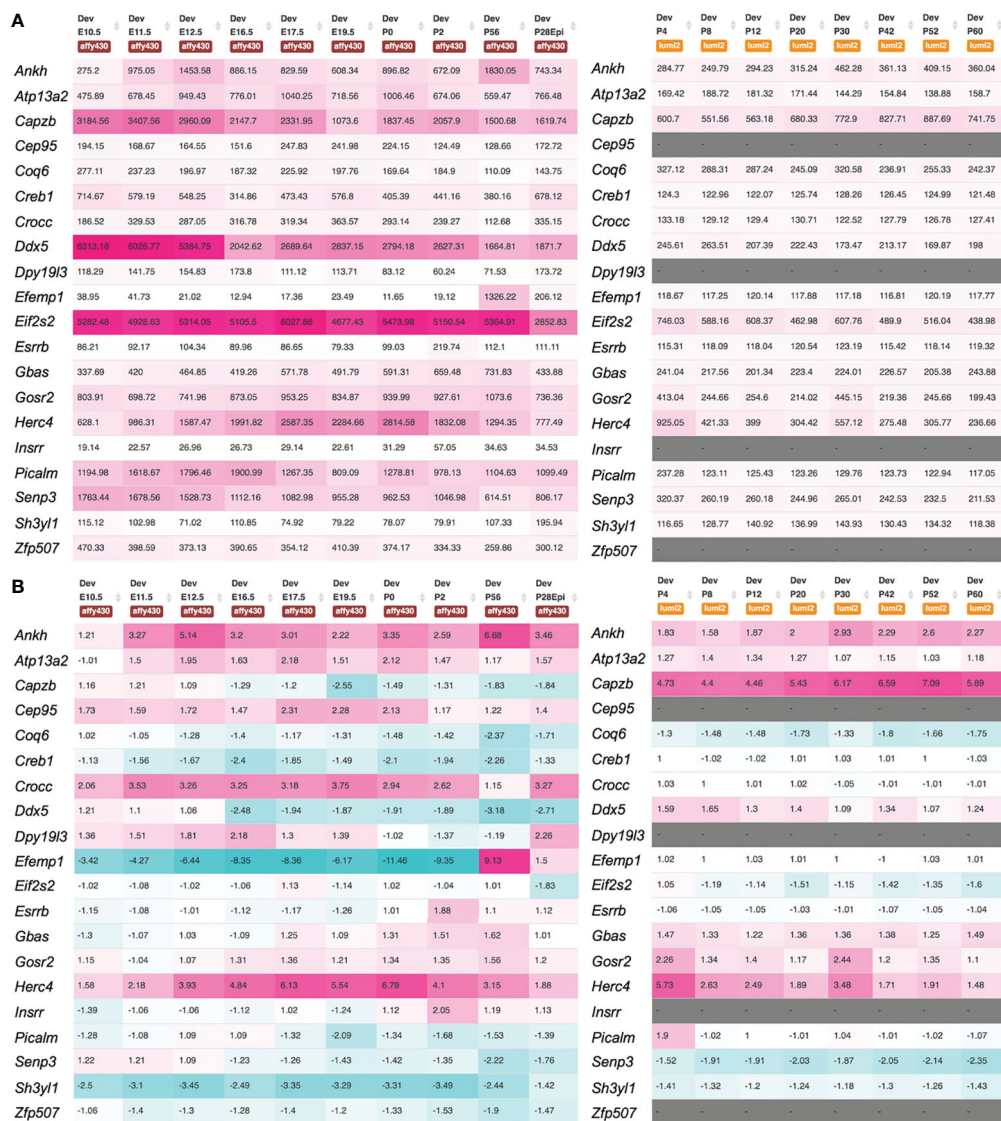 A
Dev E10.5 affy430 Dev E11.5 affy430 Dev E12.5 affy430 Dev E16.5 affy430 Dev E17.5 affy430 Dev E19.5 affy430 Dev P0 affy430 Dev P2 affy430 Dev P56 affy430 Dev P28Epi affy430
Ankh 275.2 975.05 1453.58 886.15 829.59 608.34 896.82 672.09 1830.05 743.34
Atp13a2 475.89 678.45 949.43 776.01 1040.25 718.56 1006.46 674.06 559.47 766.48
Capzb 3184.56 3407.56 2960.09 2147.7 2331.95 1073.6 1837.45 2057.9 1500.68 1619.74
Cep95 194.15 168.67 164.55 151.6 247.83 241.98 224.15 124.49 128.66 172.72
Coq6 277.11 237.23 196.97 187.32 225.92 197.76 169.64 184.9 110.09 143.75
Creb1 714.67 579.19 548.25 314.86 473.43 576.8 405.39 441.16 380.16 678.12
Crocc 186.52 329.53 287.05 316.78 319.34 363.57 293.14 239.27 112.68 335.15
Ddx5 6313.18 6026.77 5384.75 2042.62 2689.64 2837.15 2794.18 2627.31 1664.81 1871.7
Dpy19l3 118.29 141.75 154.83 173.8 111.12 113.71 83.12 60.24 71.53 173.72
Efemp1 38.95 41.73 21.02 12.94 17.36 23.49 11.65 19.12 1326.22 206.12
Eif2s2 5282.48 4928.63 5314.05 5105.5 6027.86 4677.43 5473.98 5150.54 5364.91 2852.83
Esrrb 86.21 92.17 104.34 89.96 86.65 79.33 99.03 219.74 112.1 111.11
Gbas 337.69 420 464.85 419.26 571.78 491.79 591.31 659.48 731.83 433.88
Gosr2 803.91 698.72 741.96 873.05 953.25 834.87 939.99 927.61 1073.6 736.36
Herc4 628.1 986.31 1587.47 1991.82 2587.35 2284.66 2814.58 1832.08 1294.35 777.49
Insrr 19.14 22.57 26.96 26.73 29.14 22.61 31.29 57.05 34.63 34.53
Picalm 1194.98 1618.67 1796.46 1900.99 1267.35 809.09 1278.81 978.13 1104.63 1099.49
Senp3 1763.44 1678.56 1528.73 1112.16 1082.98 955.28 962.53 1046.98 614.51 806.17
Sh3yl1 115.12 102.98 71.02 110.85 74.92 79.22 78.07 79.91 107.33 195.94
Zfp507 470.33 398.59 373.13 390.65 354.12 410.39 374.17 334.33 259.86 300.12
Dev P4 lumi2 Dev P8 lumi2 Dev P12 lumi2 Dev P20 lumi2 Dev P30 lumi2 Dev P42 lumi2 Dev P52 lumi2 Dev P60 lumi2
Ankh 284.77 249.79 294.23 315.24 462.28 361.13 409.15 360.04
Atp13a2 169.42 188.72 181.32 171.44 144.29 154.84 138.88 158.7
Capzb 600.7 551.56 563.18 680.33 772.9 827.71 887.69 741.75
Cep95 - - - - - - - -
Coq6 327.12 288.31 287.24 245.09 320.58 236.91 255.33 242.37
Creb1 124.3 122.96 122.07 125.74 128.26 126.45 124.99 121.48
Crocc 133.18 129.12 129.4 130.71 122.52 127.79 126.78 127.41
Ddx5 245.61 263.51 207.39 222.43 173.47 213.17 169.87 198
Dpy19l3 - - - - - - - -
Efemp1 118.67 117.25 120.14 117.88 117.18 116.81 120.19 117.77
Eif2s2 746.03 588.16 608.37 462.98 607.76 489.9 516.04 438.98
Esrrb 115.31 118.09 118.04 120.54 123.19 115.42 118.14 119.32
Gbas 241.04 217.56 201.34 223.4 224.01 226.57 205.38 243.88
Gosr2 413.04 244.66 254.6 214.02 445.15 219.36 245.66 199.43
Herc4 925.05 421.33 399 304.42 557.12 275.48 305.77 236.66
Insrr - - - - - - - -
Picalm 237.28 123.11 125.43 123.26 129.76 123.73 122.94 117.05
Senp3 320.37 260.19 260.18 244.96 265.01 242.53 232.5 211.53
Sh3yl1 116.65 128.77 140.92 136.99 143.93 130.43 134.32 118.38
Zfp507 - - - - - - - -
B
Dev E10.5 affy430 Dev E11.5 affy430 Dev E12.5 affy430 Dev E16.5 affy430 Dev E17.5 affy430 Dev E19.5 affy430 Dev P0 affy430 Dev P2 affy430 Dev P56 affy430 Dev P28Epi affy430
Ankh 1.21 3.27 5.14 3.2 3.01 2.22 3.35 2.59 6.68 3.46
Atp13a2 -1.01 1.5 1.95 1.63 2.18 1.51 2.12 1.47 1.17 1.57
Capzb 1.16 1.21 1.09 -1.29 -1.2 -2.55 -1.49 -1.31 -1.83 -1.84
Cep95 1.73 1.59 1.72 1.47 2.31 2.28 2.13 1.17 1.22 1.4
Coq6 1.02 -1.05 -1.28 -1.4 -1.17 -1.31 -1.48 -1.42 -2.37 -1.71
Creb1 -1.13 -1.56 -1.67 -2.4 -1.85 -1.49 -2.1 -1.94 -2.26 -1.33
Crocc 2.06 3.53 3.26 3.25 3.18 3.75 2.94 2.62 1.15 3.27
Ddx5 1.21 1.1 1.06 -2.48 -1.94 -1.87 -1.91 -1.89 -3.18 -2.71
Dpy19l3 1.36 1.51 1.81 2.18 1.3 1.39 -1.02 -1.37 -1.19 2.26
Efemp1 -3.42 -4.27 -6.44 -8.35 -8.36 -6.17 -11.46 -9.35 9.13 1.5
Eif2s2 -1.02 -1.08 -1.02 -1.06 1.13 -1.14 1.02 -1.04 1.01 -1.83
Esrrb -1.15 -1.08 -1.01 -1.12 -1.17 -1.26 1.01 1.88 1.1 1.12
Gbas -1.3 -1.07 1.03 -1.09 1.25 1.09 1.31 1.51 1.62 1.01
Gosr2 1.15 -1.04 1.07 1.31 1.36 1.21 1.34 1.35 1.56 1.2
Herc4 1.58 2.18 3.93 4.84 6.13 5.54 6.79 4.1 3.15 1.88
Insrr -1.39 -1.06 -1.06 -1.12 1.02 -1.24 1.12 2.05 1.19 1.13
Picalm -1.28 -1.08 1.09 1.09 -1.32 -2.09 -1.34 -1.68 -1.53 -1.39
Senp3 1.22 1.21 1.09 -1.23 -1.26 -1.43 -1.42 -1.35 -2.22 -1.76
Sh3yl1 -2.5 -3.1 -3.45 -2.49 -3.35 -3.29 -3.31 -3.49 -2.44 -1.42
Zfp507 -1.06 -1.4 -1.3 -1.28 -1.4 -1.2 -1.33 -1.53 -1.9 -1.47
Dev P4 lumi2 Dev P8 lumi2 Dev P12 lumi2 Dev P20 lumi2 Dev P30 lumi2 Dev P42 lumi2 Dev P52 lumi2 Dev P60 lumi2
Ankh 1.83 1.58 1.87 2 2.93 2.29 2.6 2.27
Atp13a2 1.27 1.4 1.34 1.27 1.07 1.15 1.03 1.18
Capzb 4.73 4.4 4.46 5.43 6.17 6.59 7.09 5.89
Cep95 - - - - - - - -
Coq6 -1.3 -1.48 -1.48 -1.73 -1.33 -1.8 -1.66 -1.75
Creb1 1 -1.02 -1.02 1.01 1.03 1.01 1 -1.03
Crocc 1.03 1 1.01 1.02 -1.05 -1.01 -1.01 -1.01
Ddx5 1.59 1.65 1.3 1.4 1.09 1.34 1.07 1.24
Dpy19l3 - - - - - - - -
Efemp1 1.02 1 1.03 1.01 1 -1 1.03 1.01
Eif2s2 1.05 -1.19 -1.14 -1.51 -1.15 -1.42 -1.35 -1.6
Esrrb -1.06 -1.05 -1.05 -1.03 -1.01 -1.07 -1.05 -1.04
Gbas 1.47 1.33 1.22 1.36 1.36 1.38 1.25 1.49
Gosr2 2.26 1.34 1.4 1.17 2.44 1.2 1.35 1.1
Herc4 5.73 2.63 2.49 1.89 3.48 1.71 1.91 1.48
Insrr - - - - - - - -
Picalm 1.9 -1.02 1 -1.01 1.04 -1.01 -1.02 -1.07
Senp3 -1.52 -1.91 -1.91 -2.03 -1.87 -2.05 -2.14 -2.35
Sh3yl1 -1.41 -1.32 -1.2 -1.24 -1.18 -1.3 -1.26 -1.43
Zfp507 - - - - - - - -